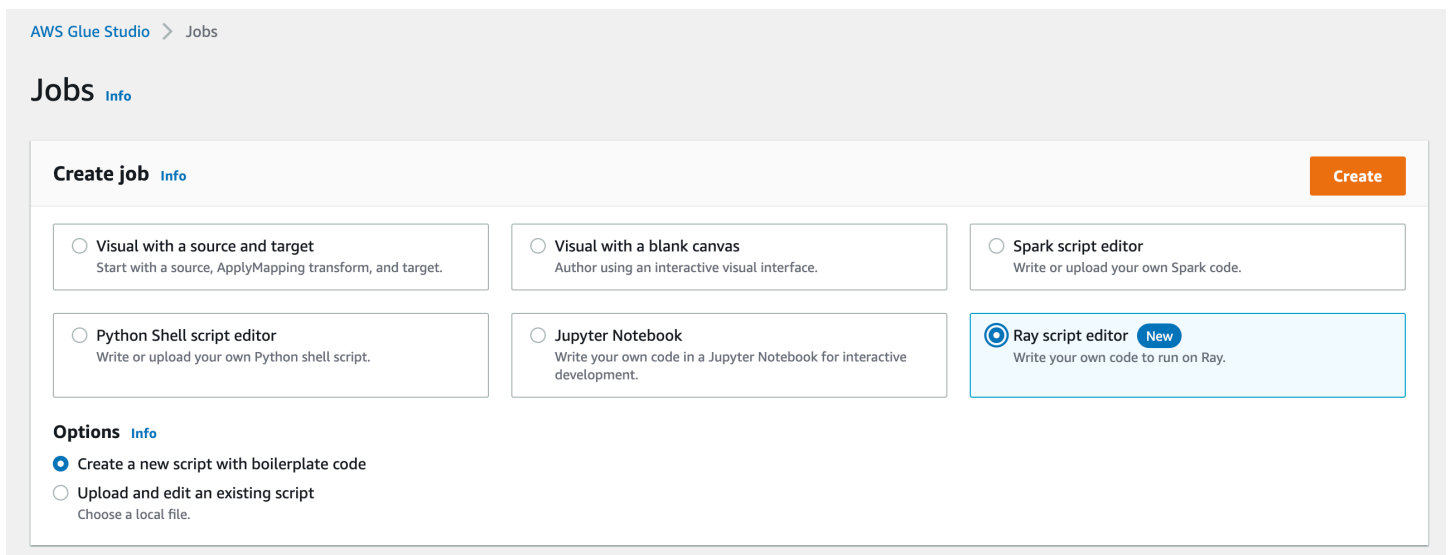 AWS Glue Studio > Jobs
Jobs Info
Create job Info
Create
Visual with a source and target
Start with a source, ApplyMapping transform, and target.
Visual with a blank canvas
Author using an interactive visual interface.
Spark script editor
Write or upload your own Spark code.
Python Shell script editor
Write or upload your own Python shell script.
Jupyter Notebook
Write your own code in a Jupyter Notebook for interactive
development.
Ray script editor New
Write your own code to run on Ray.
Options Info
Create a new script with boilerplate code
Upload and edit an existing script
Choose a local file.